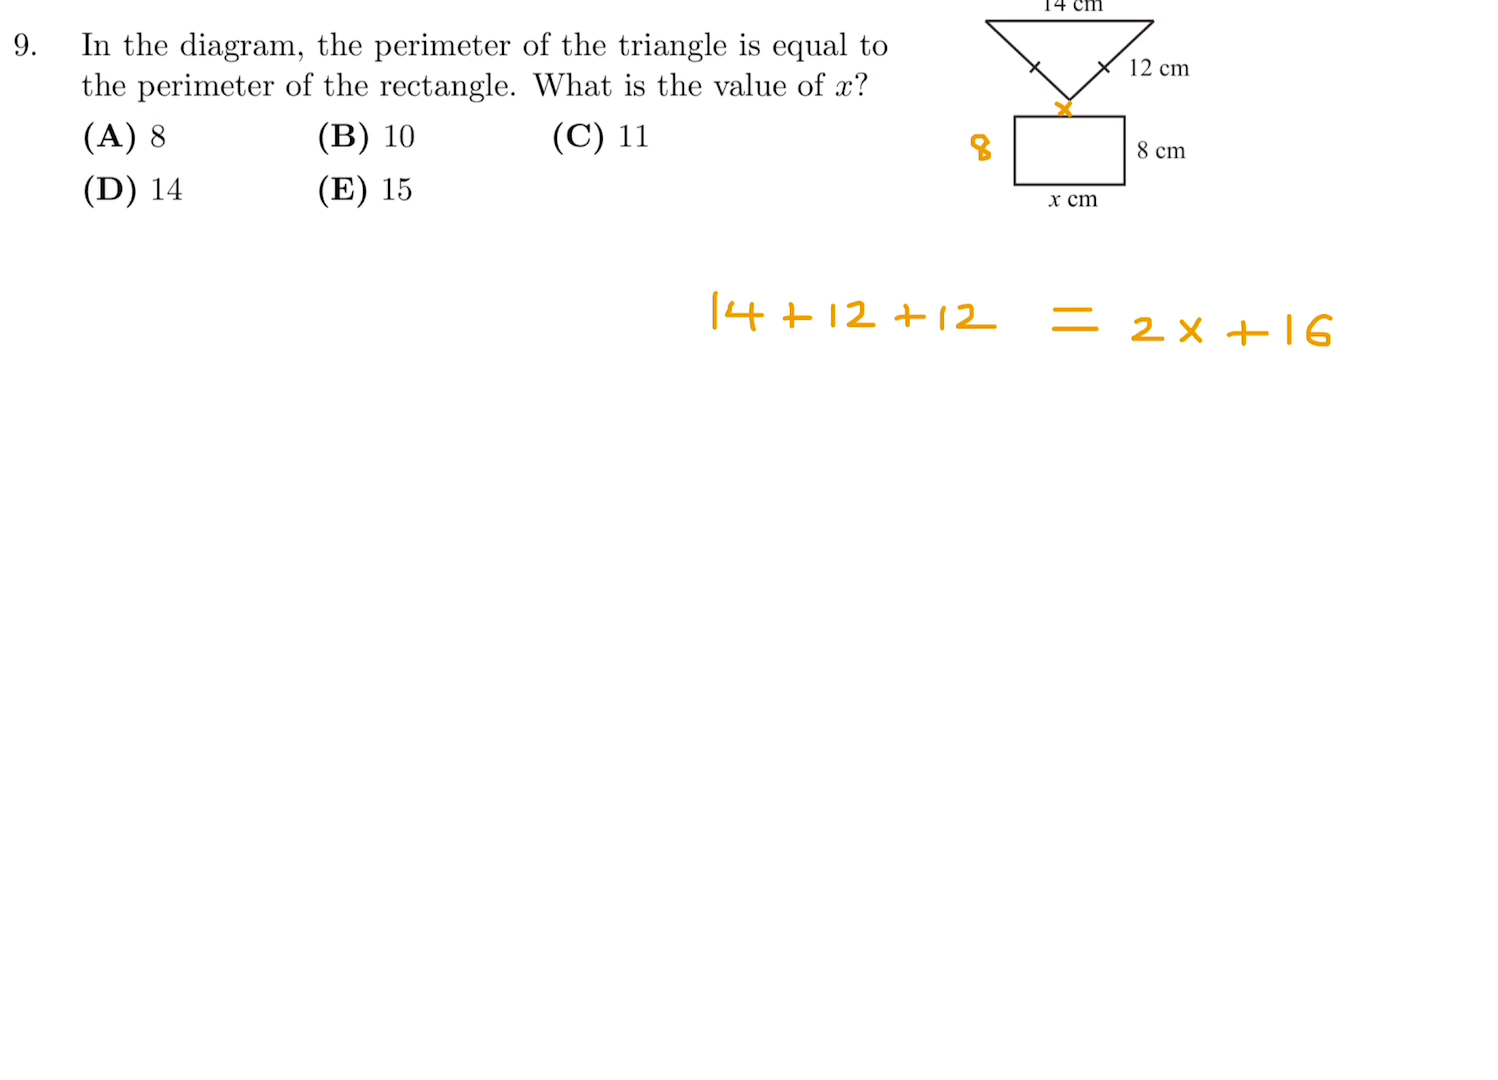 14 cm
9. In the diagram, the perimeter of the triangle is equal to
the perimeter of the rectangle. What is the value of x?
(A) 8 (B) 10 (C) 11
(D) 14 (E) 15
12 cm
x
8
8 cm
x cm
14 + 12 + 12 = 2x + 16